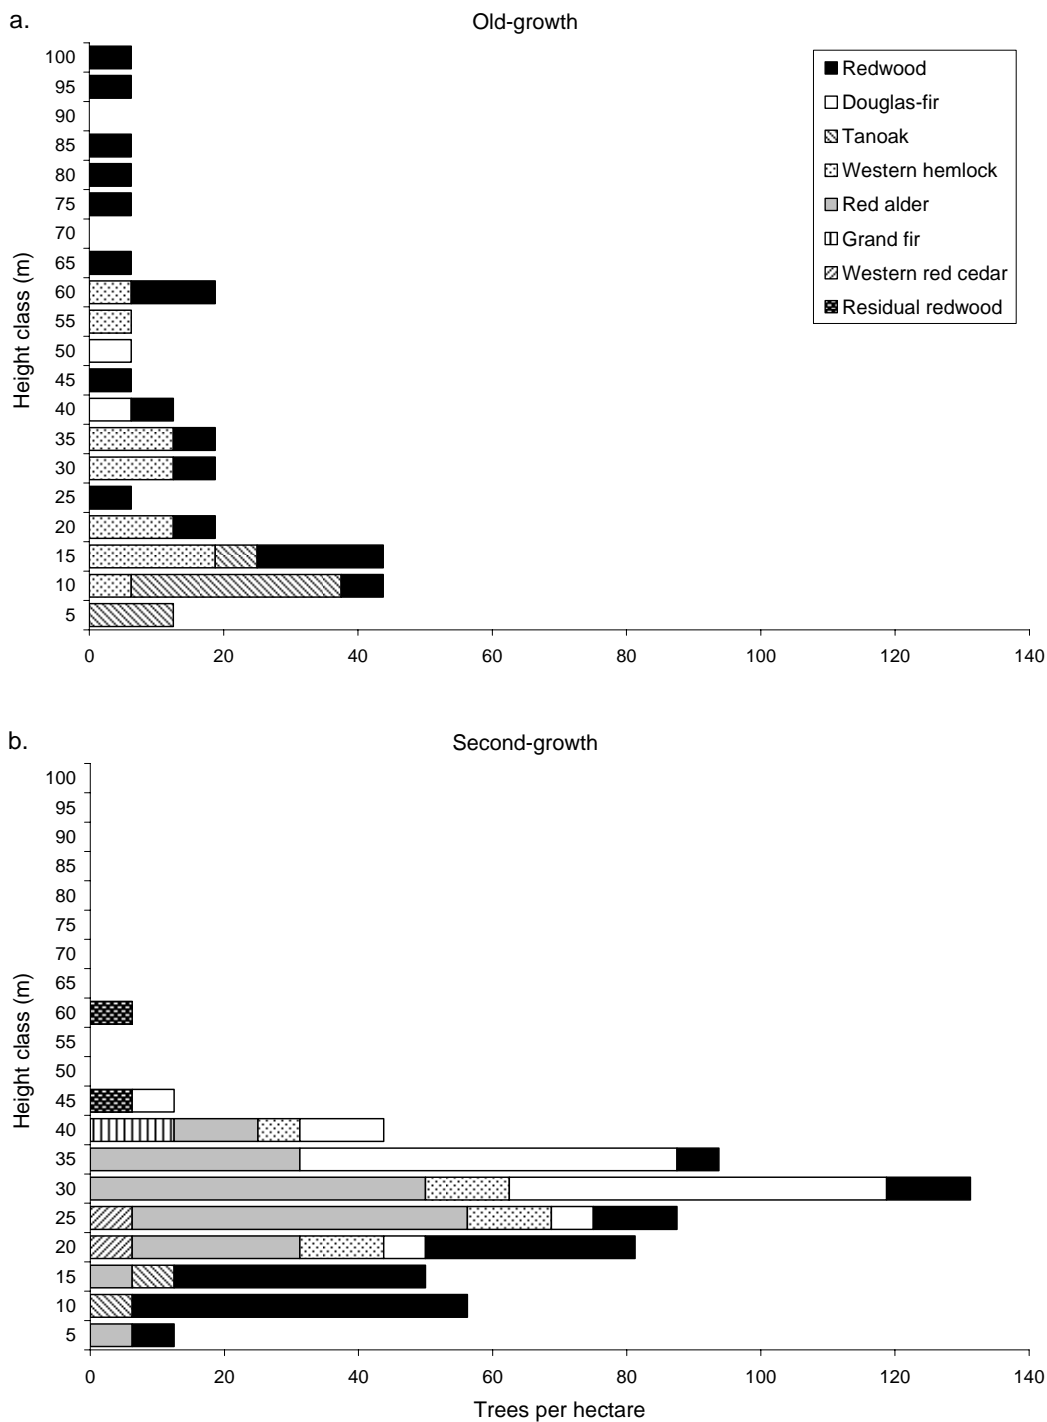 a.
Old-growth
Height class (m)
100
95
90
85
80
75
70
65
60
55
50
45
40
35
30
25
20
15
10
5
0 20 40 60 80 100 120 140
Redwood
Douglas-fir
Tanoak
Western hemlock
Red alder
Grand fir
Western red cedar
Residual redwood
b.
Second-growth
Height class (m)
100
95
90
85
80
75
70
65
60
55
50
45
40
35
30
25
20
15
10
5
0 20 40 60 80 100 120 140
Trees per hectare